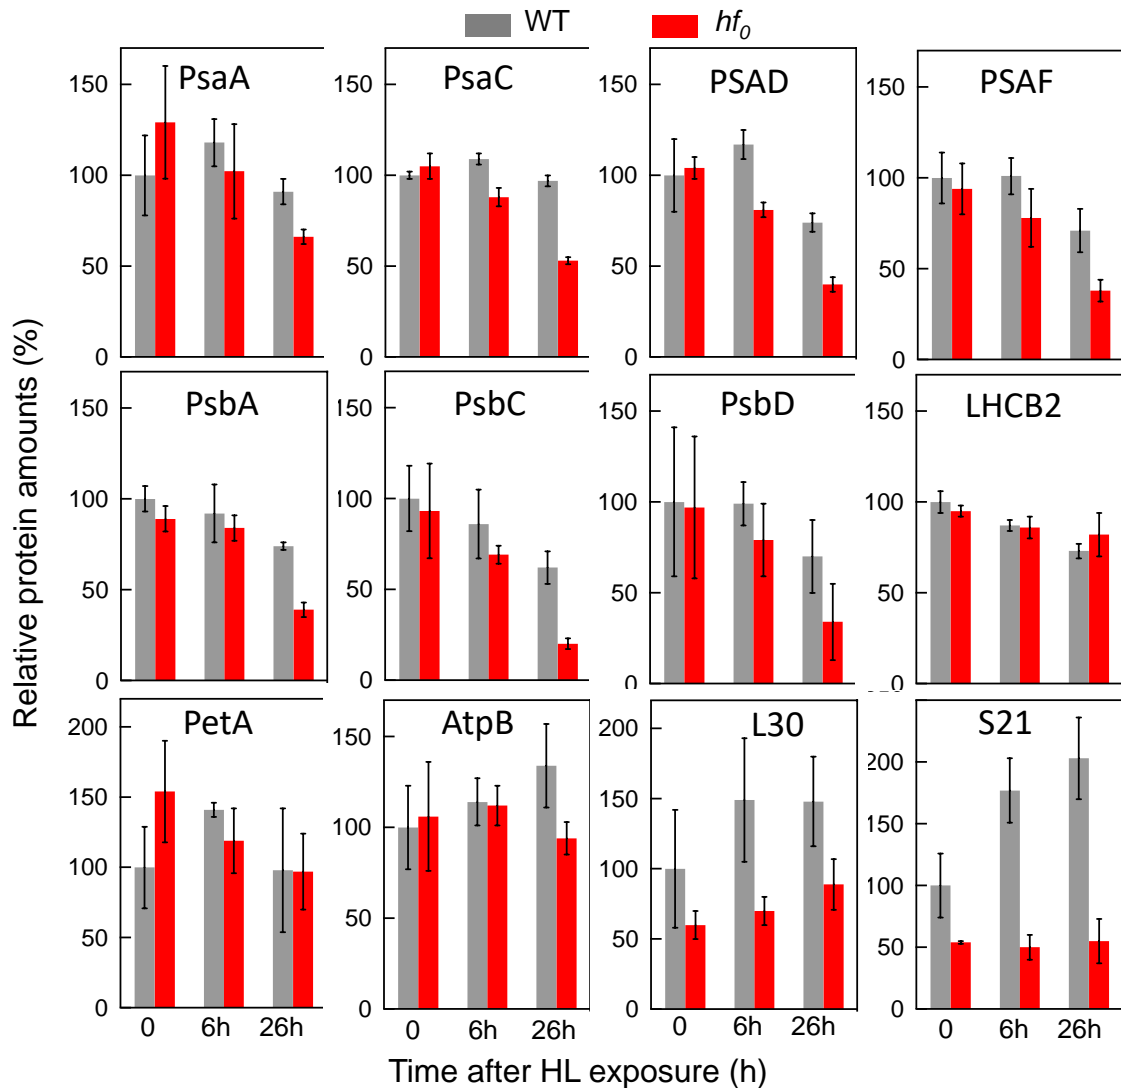 WT hf₀
PsaA PsaC PSAD PSAF
150 150 150 150
100 100 100 100
50 50 50 50
0 0 0 0
PsbA PsbC PsbD LHCB2
150 150 150 150
100 100 100 100
50 50 50 50
0 0 0 0
PetA AtpB L30 S21
200 150 200 200
150 100 150 150
100 50 100 100
50 0 50 50
0 0 0
0 6h 26h 0 6h 26h 0 6h 26h 0 6h 26h
Time after HL exposure (h)
Relative protein amounts (%)